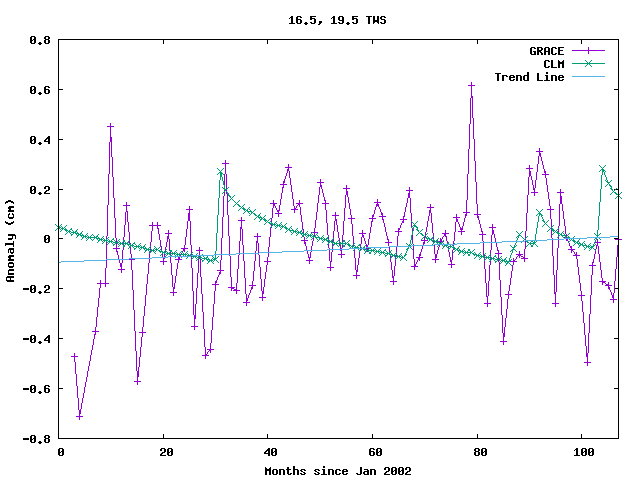 16.5, 19.5 TWS
GRACE
CLM
Trend Line
Anomaly (cm)
0.8
0.6
0.4
0.2
0
-0.2
-0.4
-0.6
-0.8
0 20 40 60 80 100
Months since Jan 2002